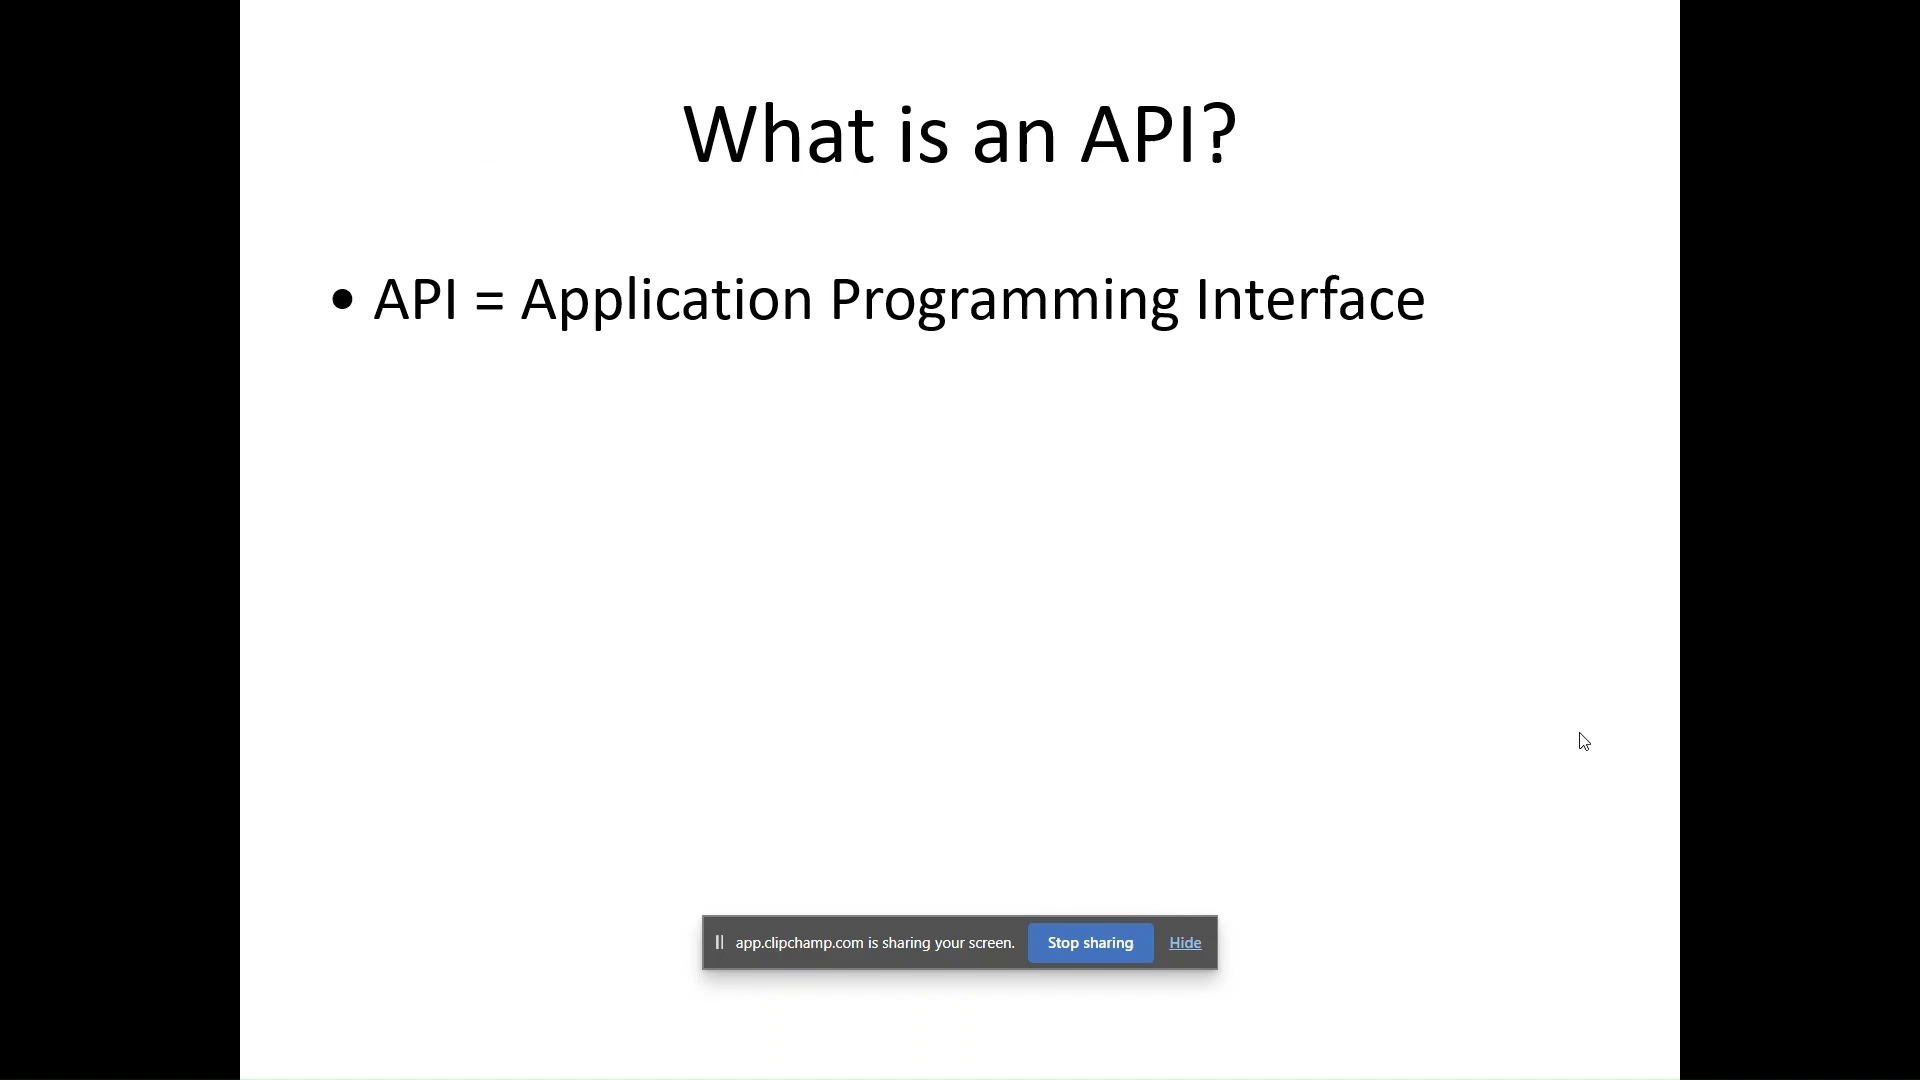 What is an API?
• API = Application Programming Interface
app.clipchamp.com is sharing your screen. Stop sharing Hide